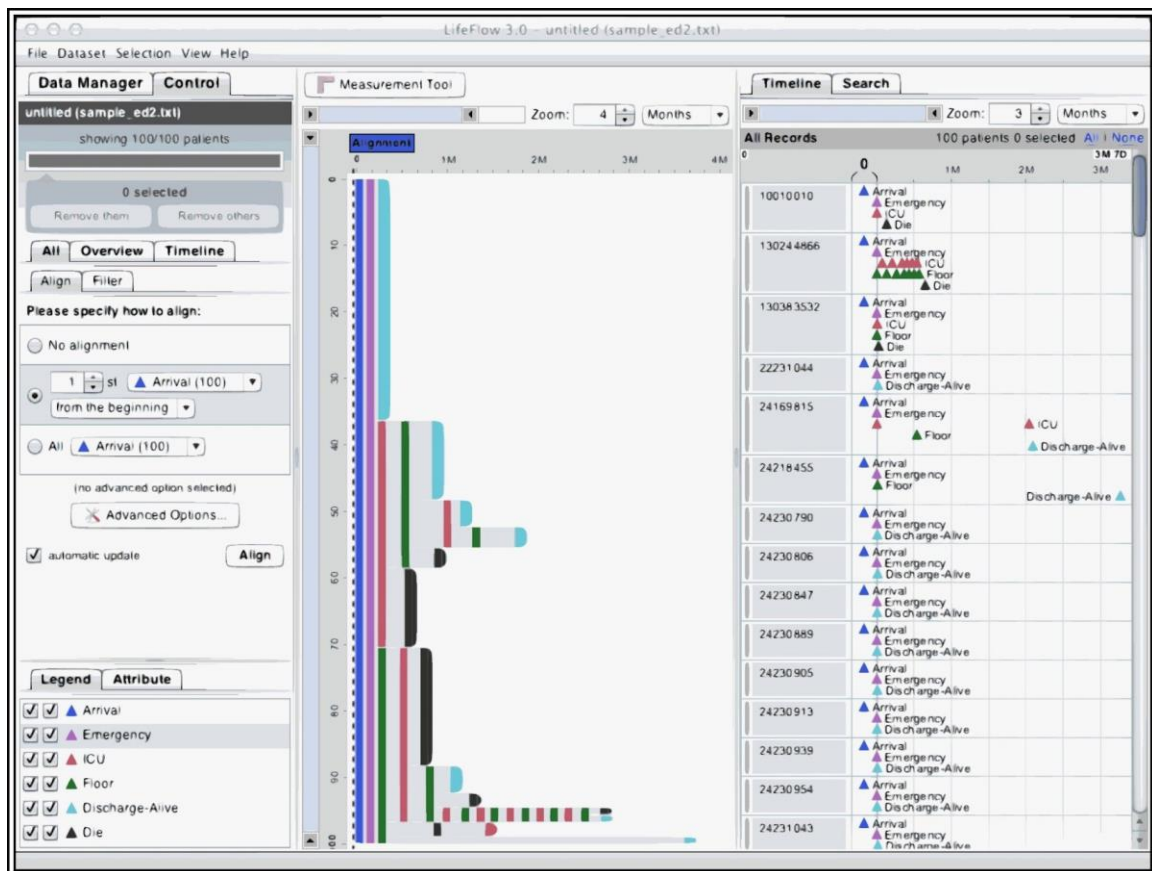 LifeFlow 3.0 - untitled (sample_ed2.txt)
File Dataset Selection View Help
Data Manager Control
untitled (sample_ed2.txt)
showing 100/100 patients
0 selected
Remove them Remove others
All Overview Timeline
Align Filter
Please specify how to align:
No alignment
1 st Arrival (100)
from the beginning
All Arrival (100)
(no advanced option selected)
Advanced Options...
automatic update Align
Legend Attribute
Arrival
Emergency
ICU
Floor
Discharge-Alive
Die
Measurement Tool
Zoom: 4 Months
Alignment
0 1M 2M 3M 4M
0
10
20
30
40
50
60
70
80
90
100
Timeline Search
Zoom: 3 Months
All Records 100 patients 0 selected All | None
0 3M 7D
0 1M 2M 3M
10010010
Arrival
Emergency
ICU
Die
130244866
Arrival
Emergency
ICU
Floor
Die
130383532
Arrival
Emergency
ICU
Floor
Die
22231044
Arrival
Emergency
Discharge-Alive
24169815
Arrival
Emergency
ICU
Floor
Discharge-Alive
24218455
Arrival
Emergency
Floor
Discharge-Alive
24230790
Arrival
Emergency
Discharge-Alive
24230806
Arrival
Emergency
Discharge-Alive
24230847
Arrival
Emergency
Discharge-Alive
24230889
Arrival
Emergency
Discharge-Alive
24230905
Arrival
Emergency
Discharge-Alive
24230913
Arrival
Emergency
Discharge-Alive
24230939
Arrival
Emergency
Discharge-Alive
24230954
Arrival
Emergency
Discharge-Alive
24231043
Arrival
Emergency
Discharge-Alive